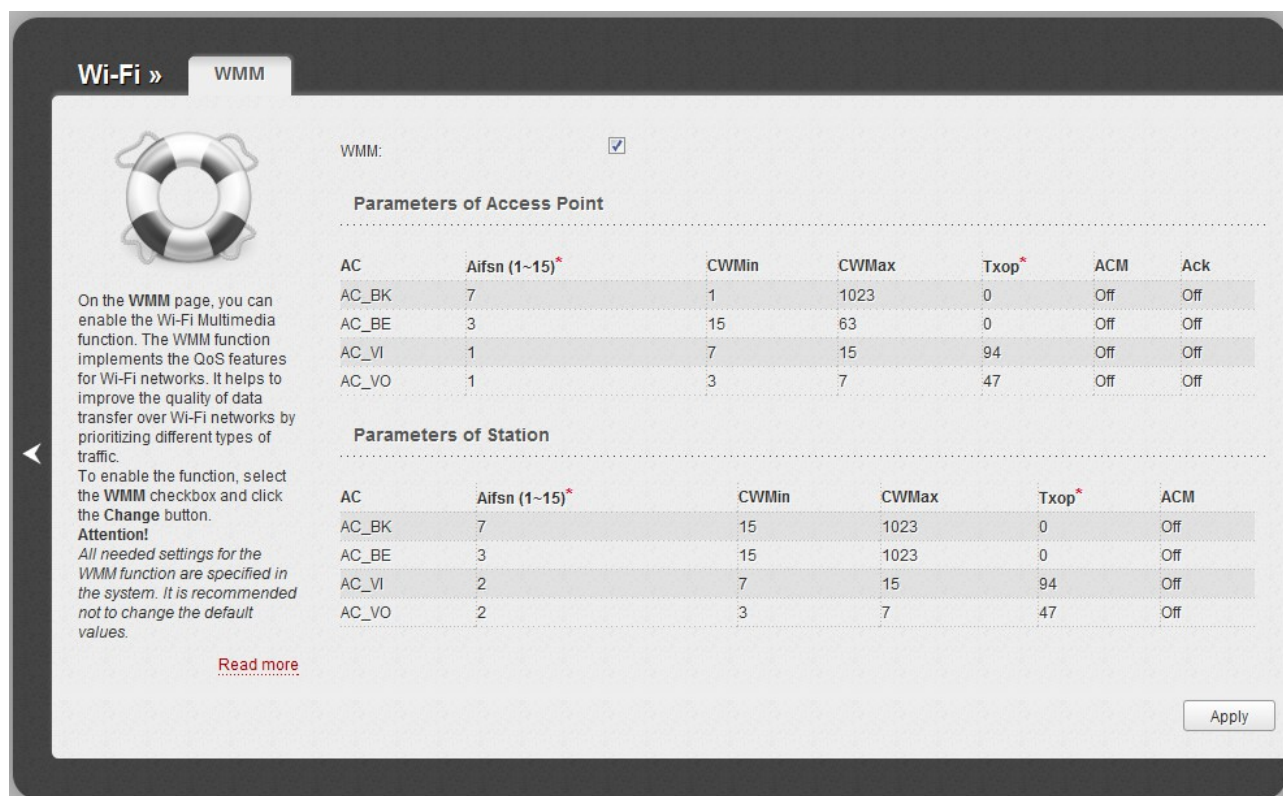 Wi-Fi » WMM
WMM:
Parameters of Access Point
AC Aifsn (1~15)* CWMin CWMax Txop* ACM Ack
AC_BK 7 1 1023 0 Off Off
AC_BE 3 15 63 0 Off Off
AC_VI 1 7 15 94 Off Off
AC_VO 1 3 7 47 Off Off
Parameters of Station
AC Aifsn (1~15)* CWMin CWMax Txop* ACM
AC_BK 7 15 1023 0 Off
AC_BE 3 15 1023 0 Off
AC_VI 2 7 15 94 Off
AC_VO 2 3 7 47 Off
On the WMM page, you can
enable the Wi-Fi Multimedia
function. The WMM function
implements the QoS features
for Wi-Fi networks. It helps to
improve the quality of data
transfer over Wi-Fi networks by
prioritizing different types of
traffic.
To enable the function, select
the WMM checkbox and click
the Change button.
Attention!
All needed settings for the
WMM function are specified in
the system. It is recommended
not to change the default
values.
Read more
Apply